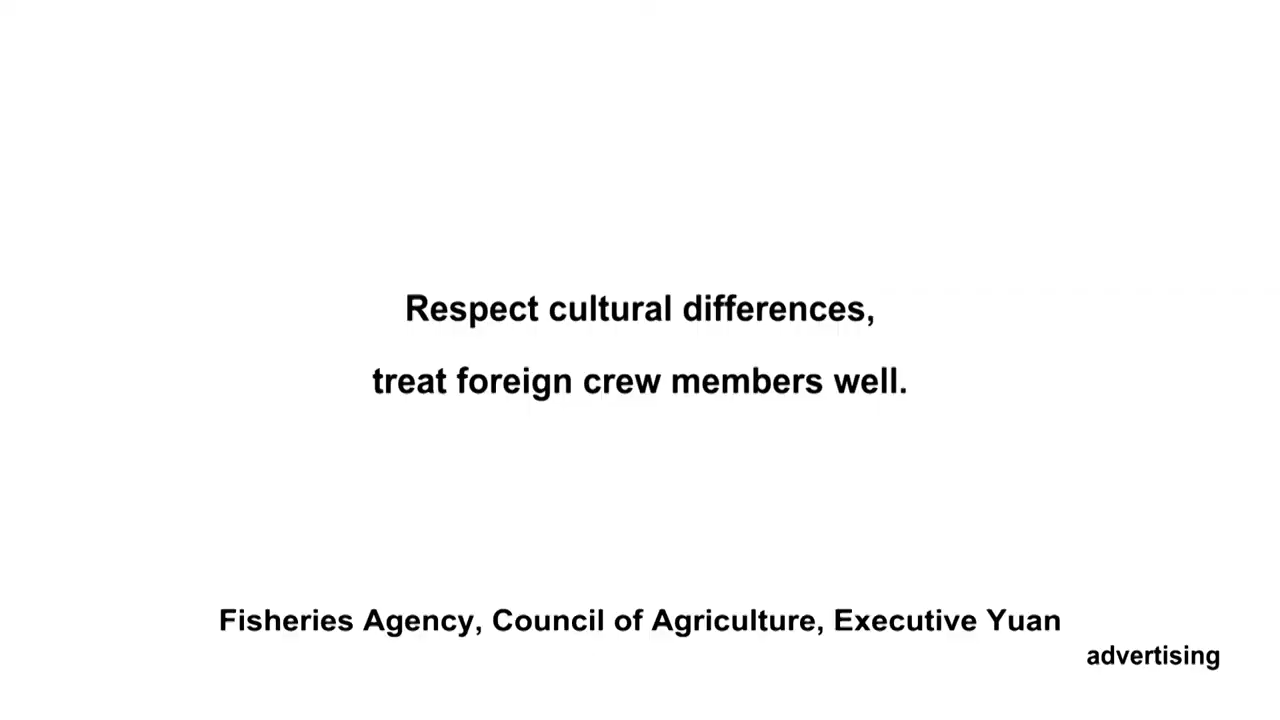 Respect cultural differences,
treat foreign crew members well.
Fisheries Agency, Council of Agriculture, Executive Yuan
advertising